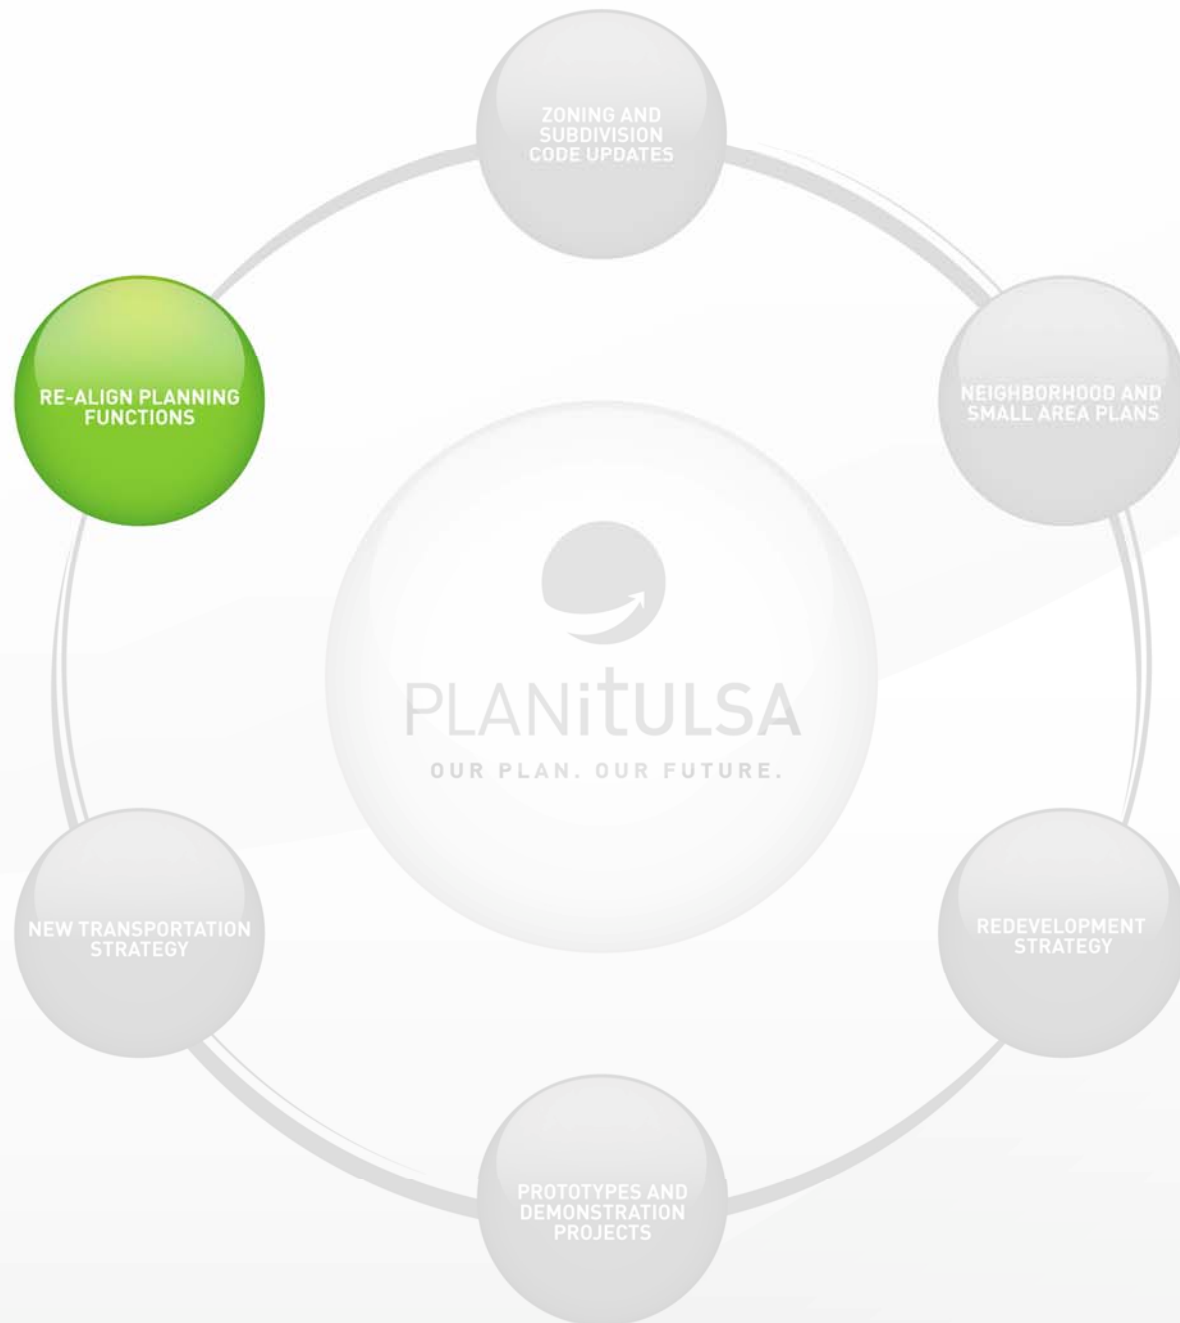 ZONING AND
SUBDIVISION
CODE UPDATES
RE-ALIGN PLANNING
FUNCTIONS
NEIGHBORHOOD AND
SMALL AREA PLANS
PLANiTULSA
OUR PLAN. OUR FUTURE.
NEW TRANSPORTATION
STRATEGY
REDEVELOPMENT
STRATEGY
PROTOTYPES AND
DEMONSTRATION
PROJECTS